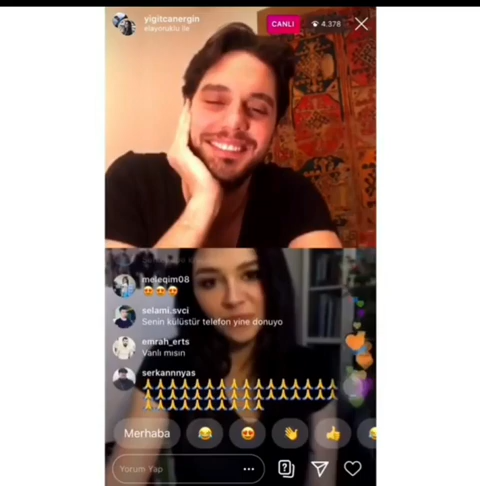 yigitcanergin
elayoruklu ile
CANLI
4.378
meleqim08
selami.svci
Senin külüstür telefon yine donuyo
emrah_erts
Vanlı mısın
serkannnyas
Merhaba
Yorum Yap